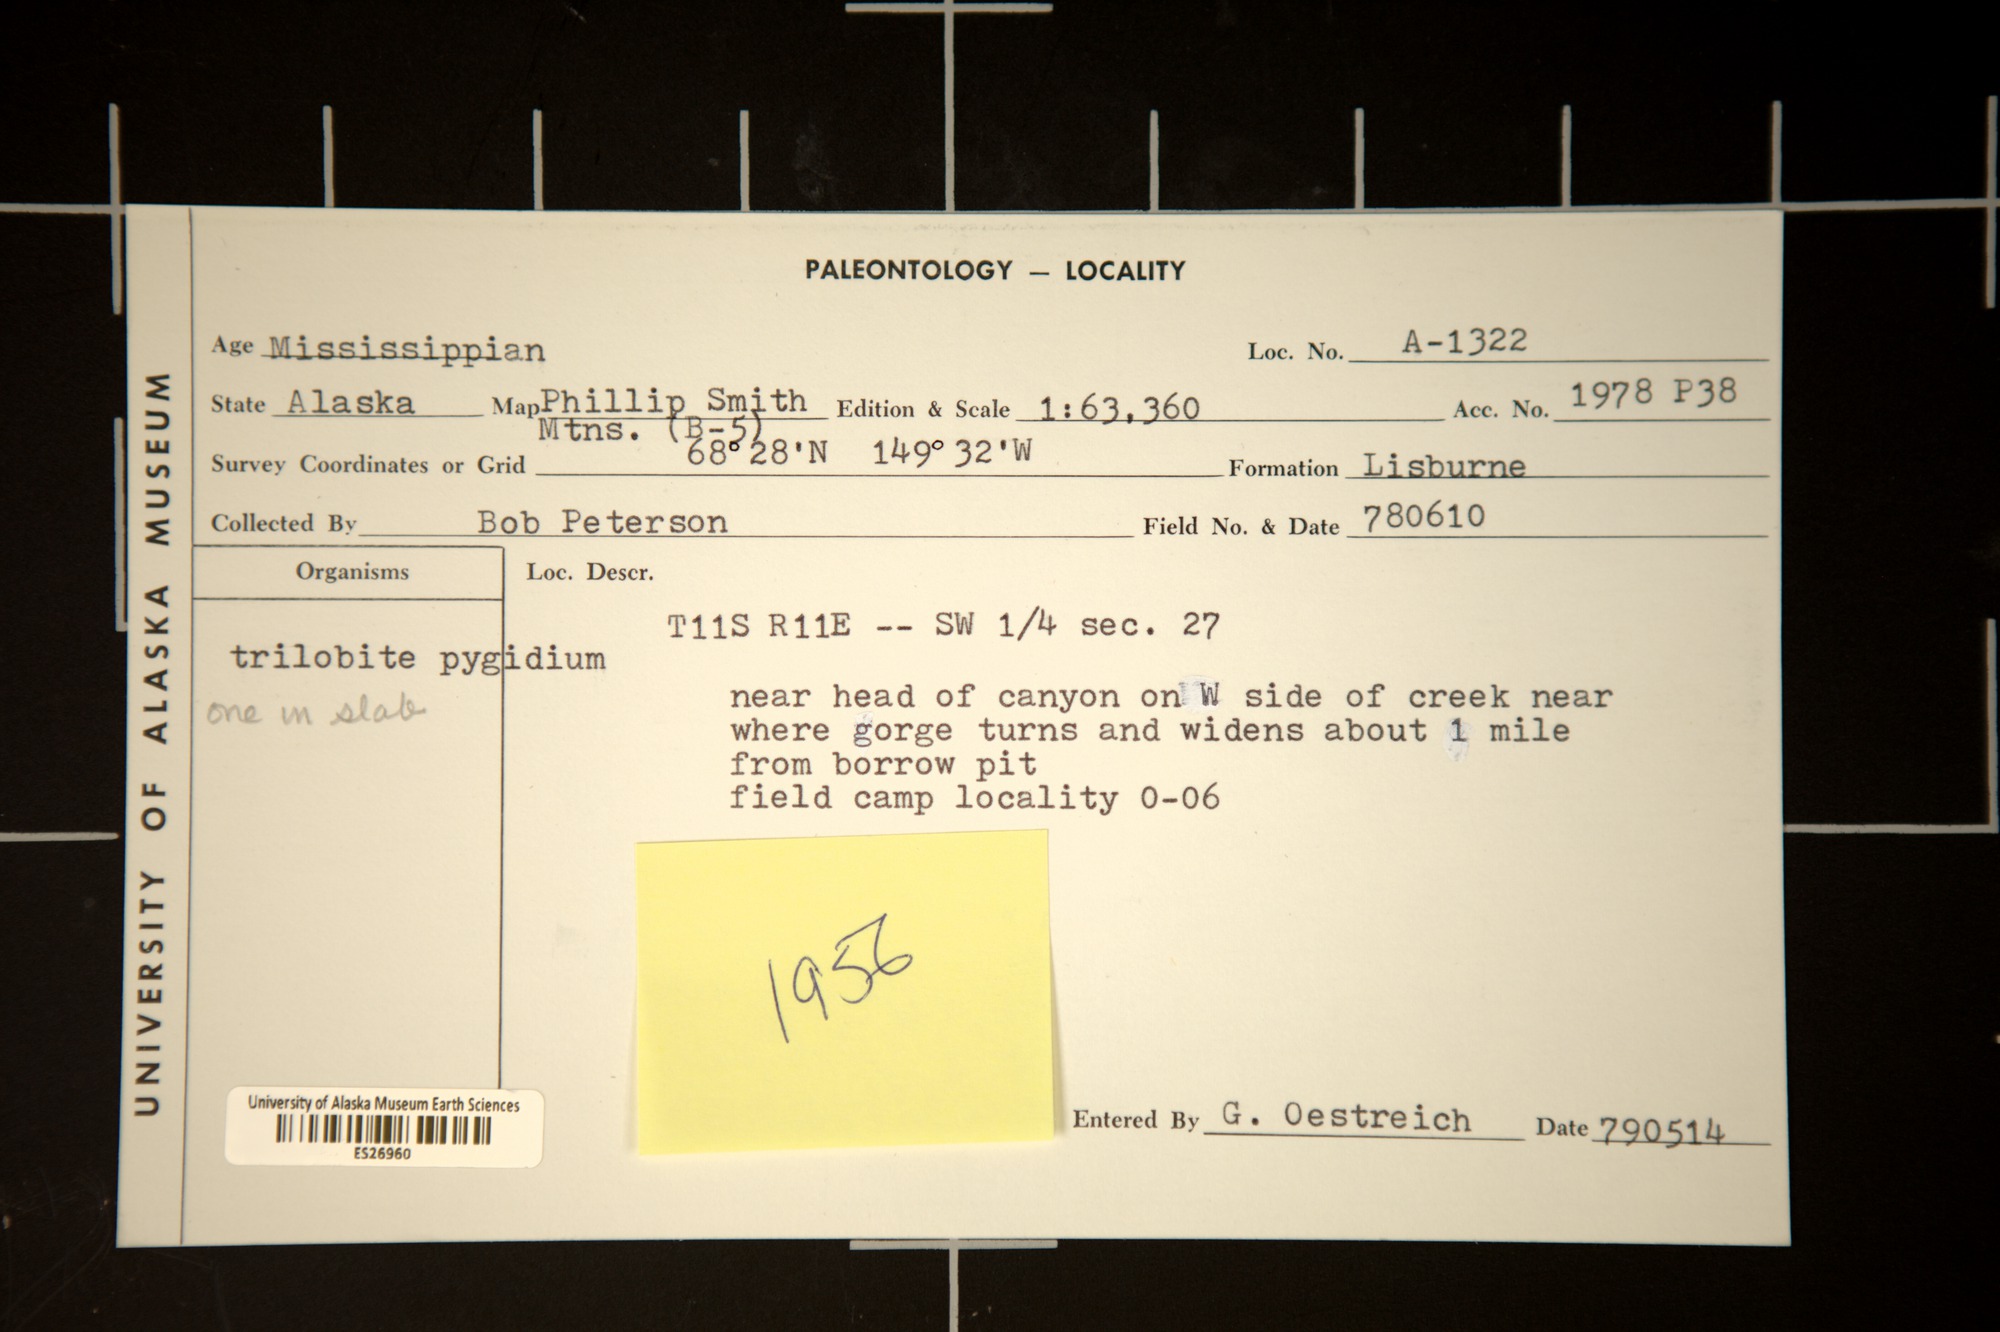 PALEONTOLOGY — LOCALITY
Age Mississippian Loc. No. A-1322
State Alaska Map Phillip Smith Edition & Scale 1:63,360 Acc. No. 1978 P38
Mtns. (B-5)
Survey Coordinates or Grid 68°28'N 149°32'W Formation Lisburne
Collected By Bob Peterson Field No. & Date 780610
Organisms Loc. Descr.
T11S R11E -- SW 1/4 sec. 27
trilobite pygidium
one in slab
near head of canyon on W side of creek near
where gorge turns and widens about 1 mile
from borrow pit
field camp locality 0-06
1956
Entered By G. Oestreich Date 790514
University of Alaska Museum Earth Sciences
ES26960
UNIVERSITY OF ALASKA MUSEUM